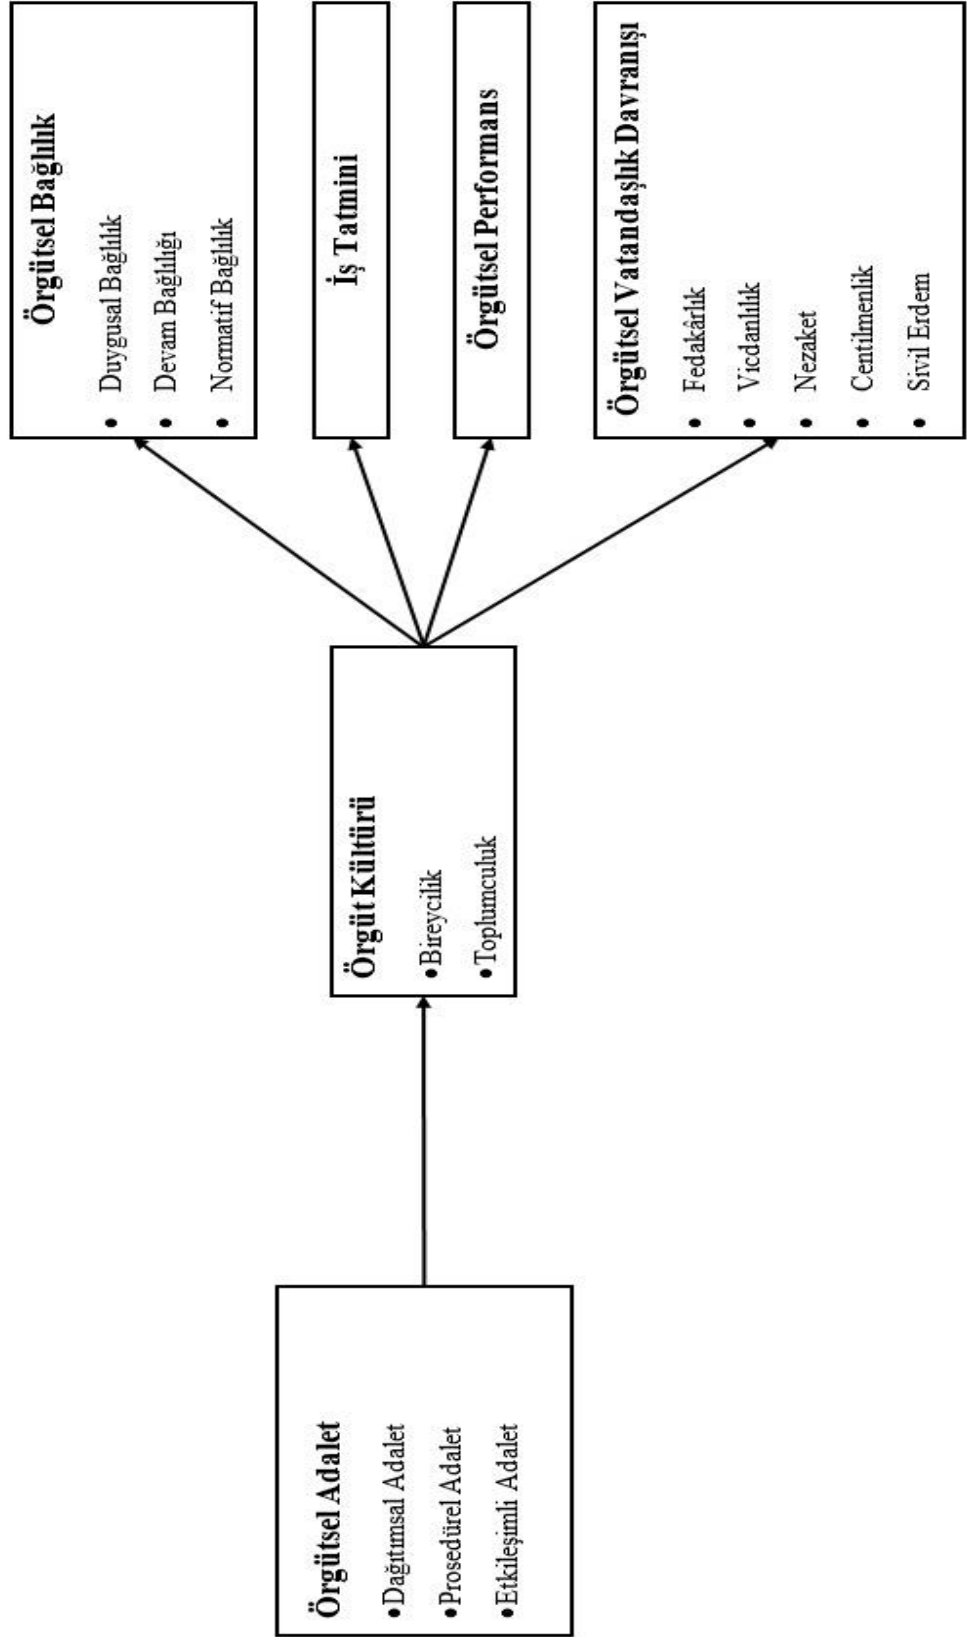 Örgütsel Adalet
•Dağıtımsal Adalet
•Prosedürel Adalet
•Etkileşimli Adalet
Örgüt Kültürü
•Bireycilik
•Toplumculuk
Örgütsel Bağlılık
• Duygusal Bağlılık
• Devam Bağlılığı
• Normatif Bağlılık
İş Tatmini
Örgütsel Performans
Örgütsel Vatandaşlık Davranışı
• Fedakârlık
• Vicdanlılık
• Nezaket
• Centilmenlik
• Sivil Erdem